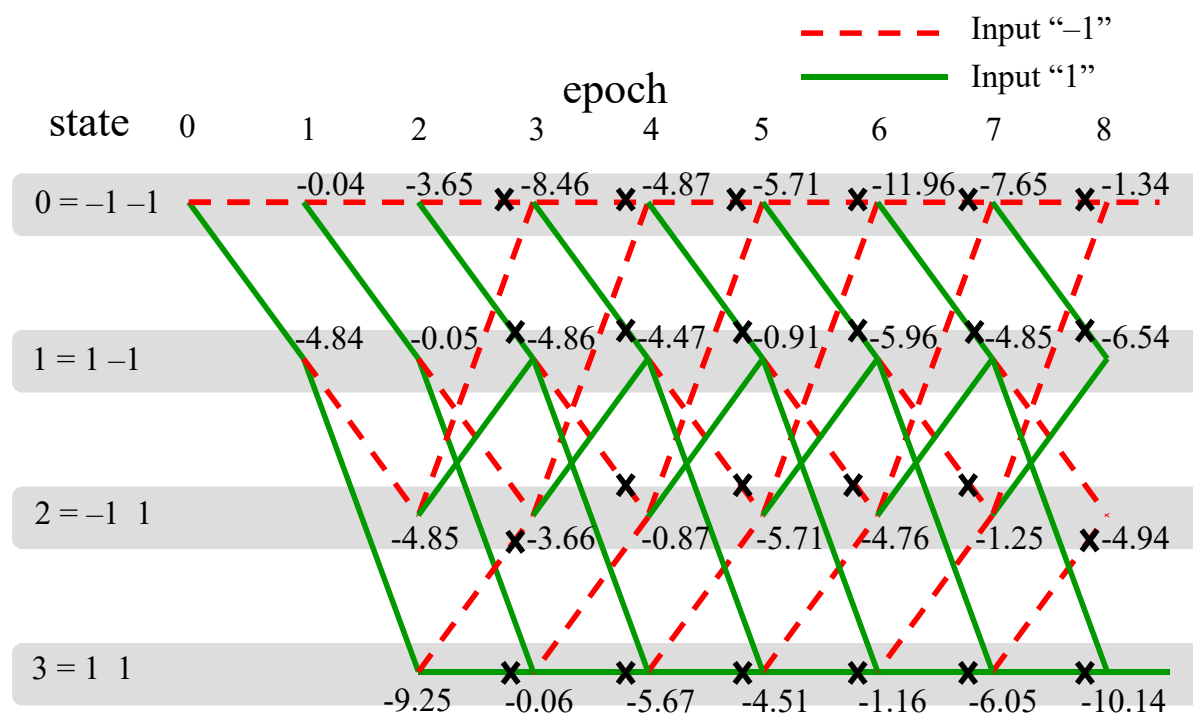 Input “–1”
Input “1”
epoch
state 0 1 2 3 4 5 6 7 8
-0.04 -3.65 -8.46 -4.87 -5.71 -11.96 -7.65 -1.34
0 = –1 –1
-4.84 -0.05 -4.86 -4.47 -0.91 -5.96 -4.85 -6.54
1 = 1 –1
2 = –1 1
-4.85 -3.66 -0.87 -5.71 -4.76 -1.25 -4.94
3 = 1 1
-9.25 -0.06 -5.67 -4.51 -1.16 -6.05 -10.14